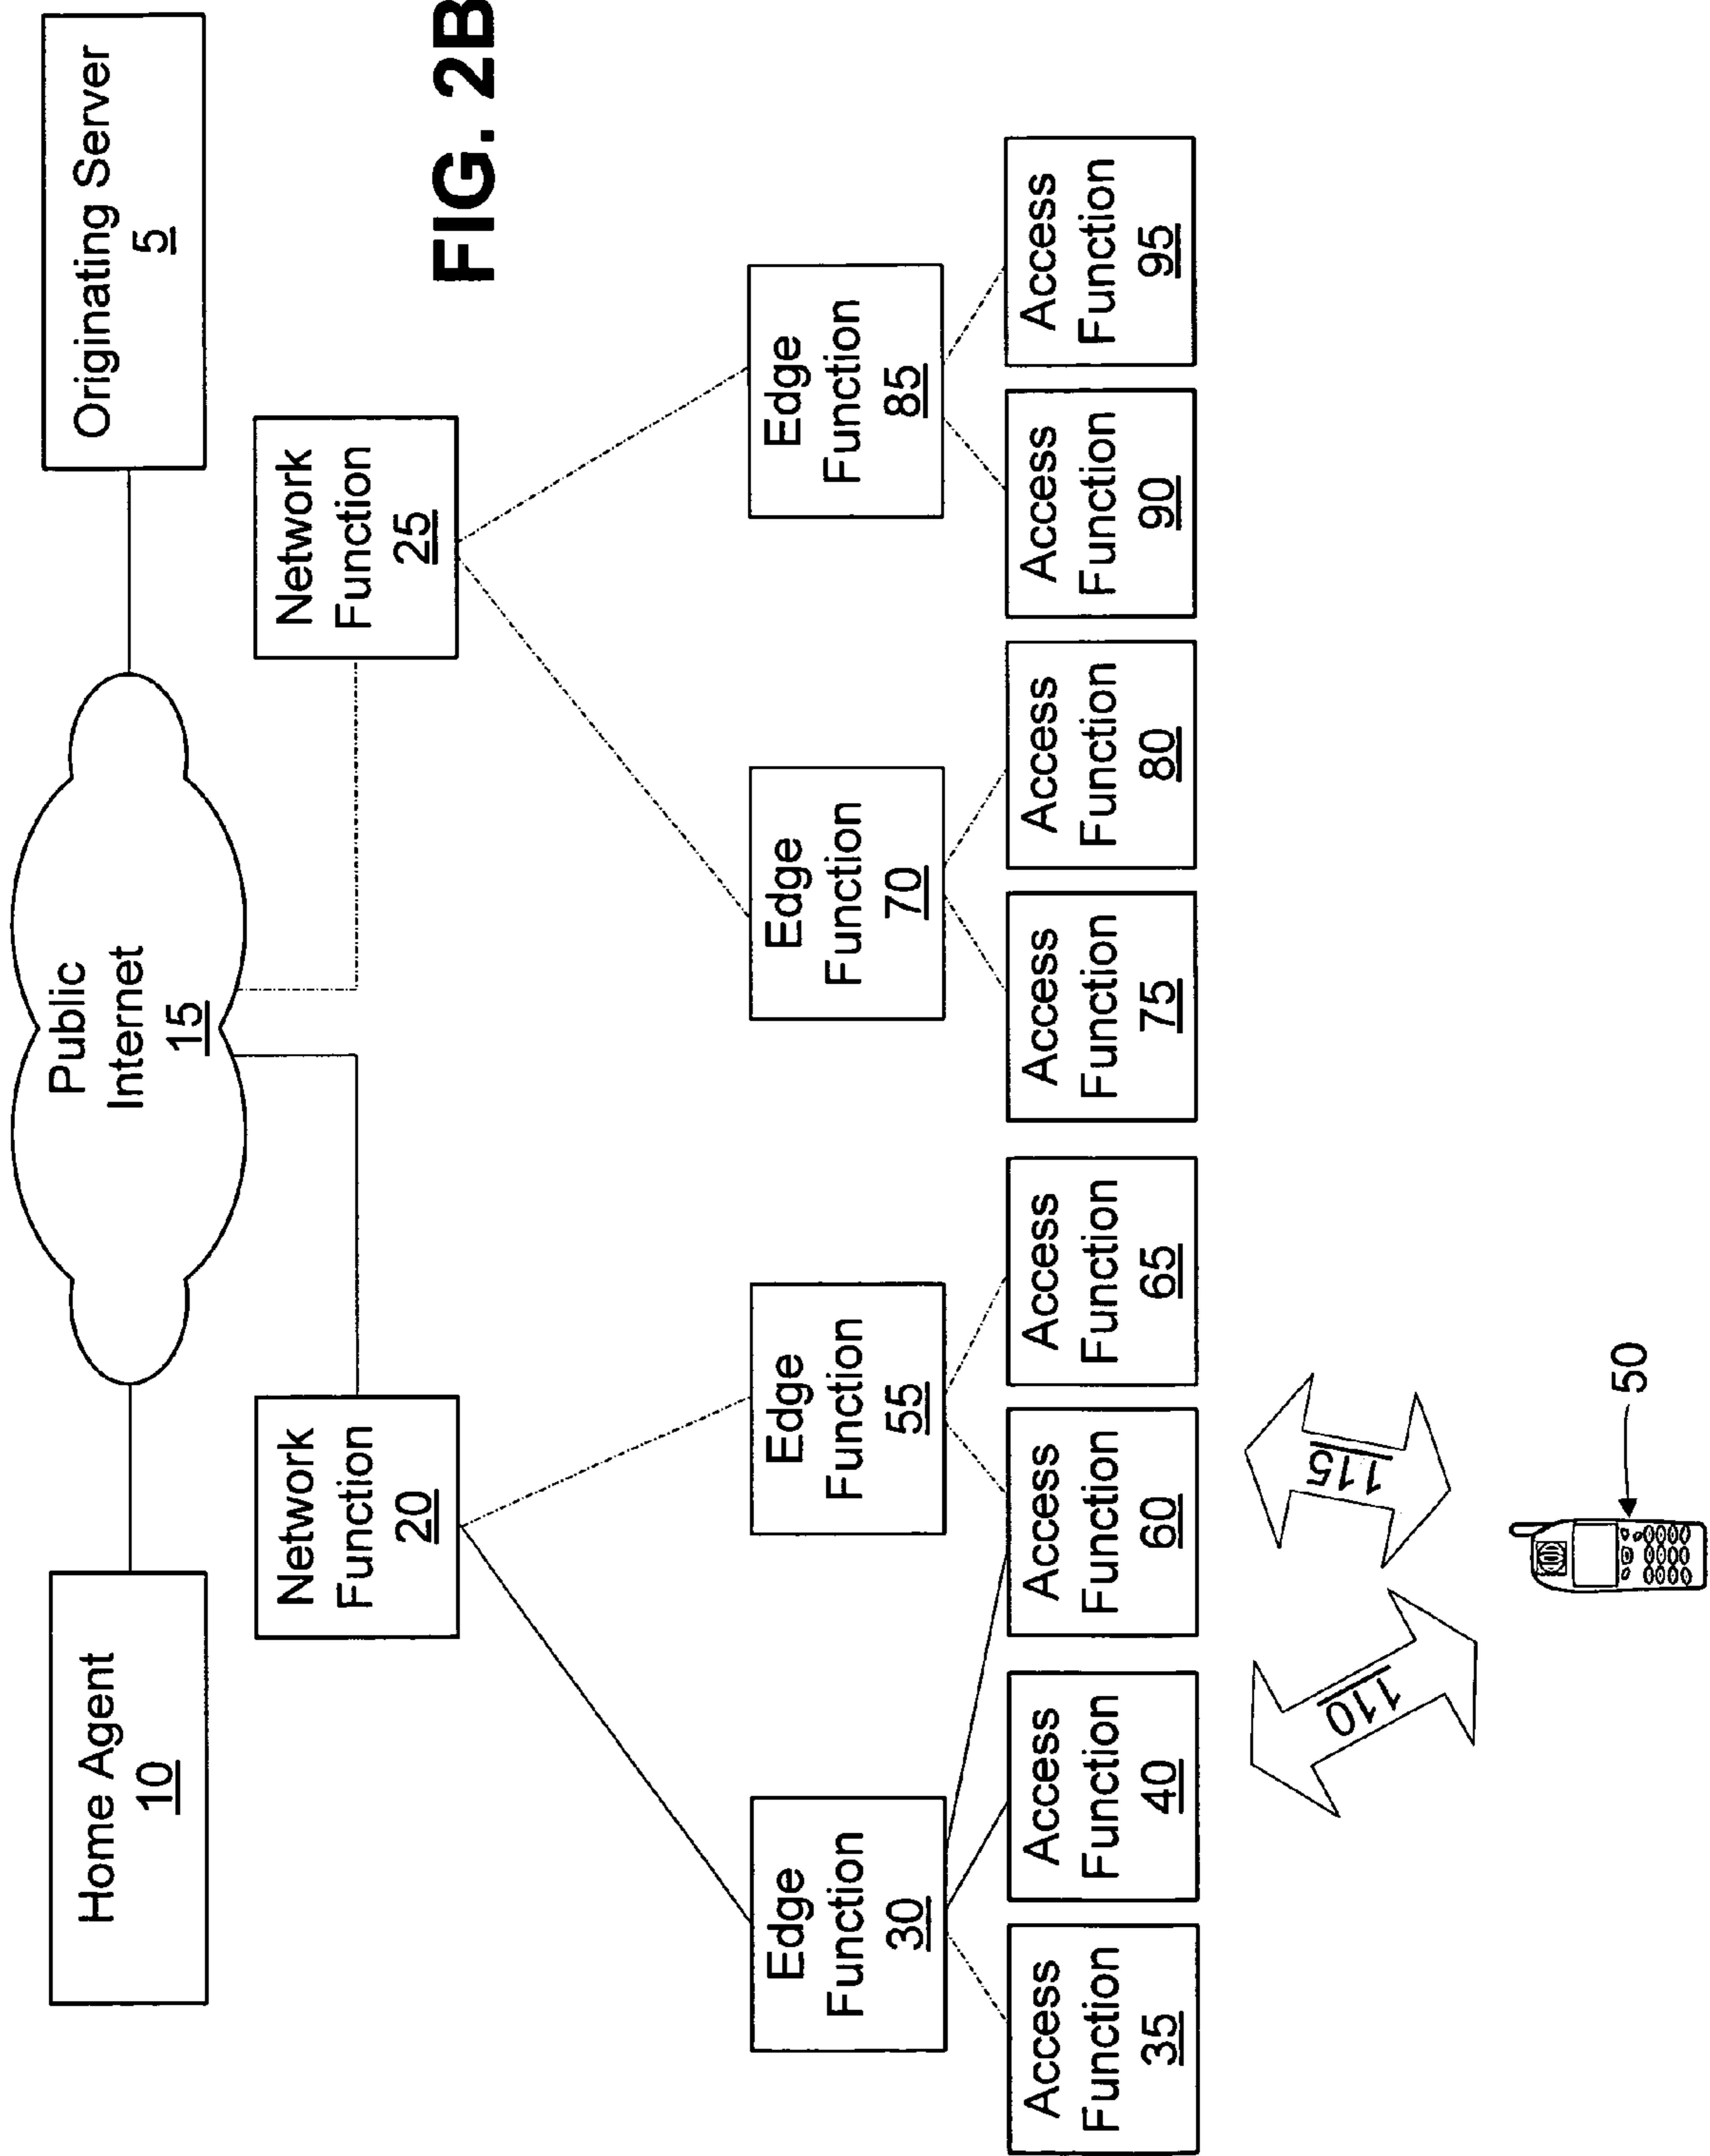 Home Agent
10
Public
Internet
15
Originating Server
5
Network
Function
20
Network
Function
25
FIG. 2B
Edge
Function
30
Edge
Function
55
Edge
Function
70
Edge
Function
85
Access
Function
35
Access
Function
40
Access
Function
60
Access
Function
65
Access
Function
75
Access
Function
80
Access
Function
90
Access
Function
95
110
115
50